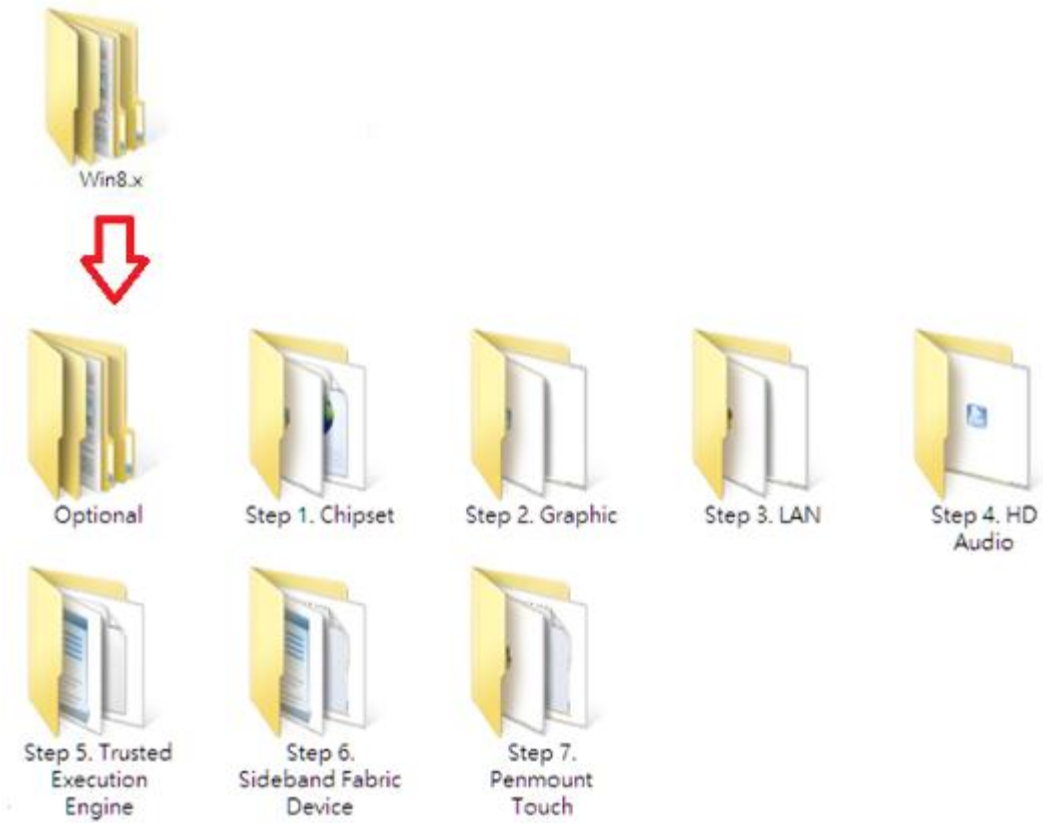 Win8.x
Optional
Step 1. Chipset
Step 2. Graphic
Step 3. LAN
Step 4. HD
Audio
Step 5. Trusted
Execution
Engine
Step 6.
Sideband Fabric
Device
Step 7.
Penmount
Touch